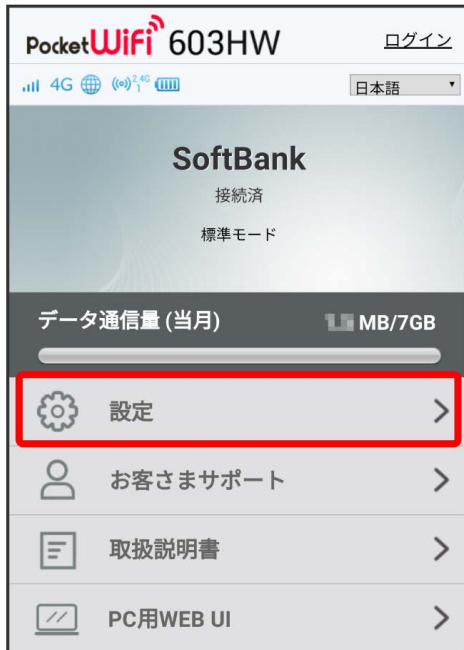 PocketWiFi 603HW
ログイン
4G 2.4G 1
日本語
SoftBank
接続済
標準モード
データ通信量 (当月) MB/7GB
設定
お客さまサポート
取扱説明書
PC用WEB UI